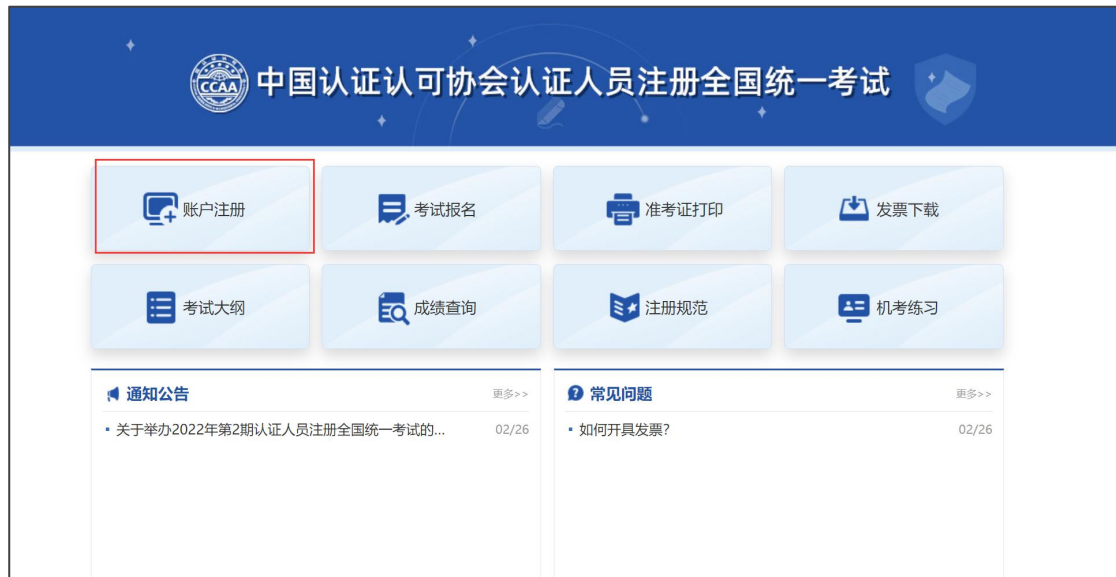 CCAA
中国认证认可协会认证人员注册全国统一考试
账户注册
考试报名
准考证打印
发票下载
考试大纲
成绩查询
注册规范
机考练习
通知公告
更多>>
关于举办2022年第2期认证人员注册全国统一考试的...
02/26
常见问题
更多>>
如何开具发票?
02/26